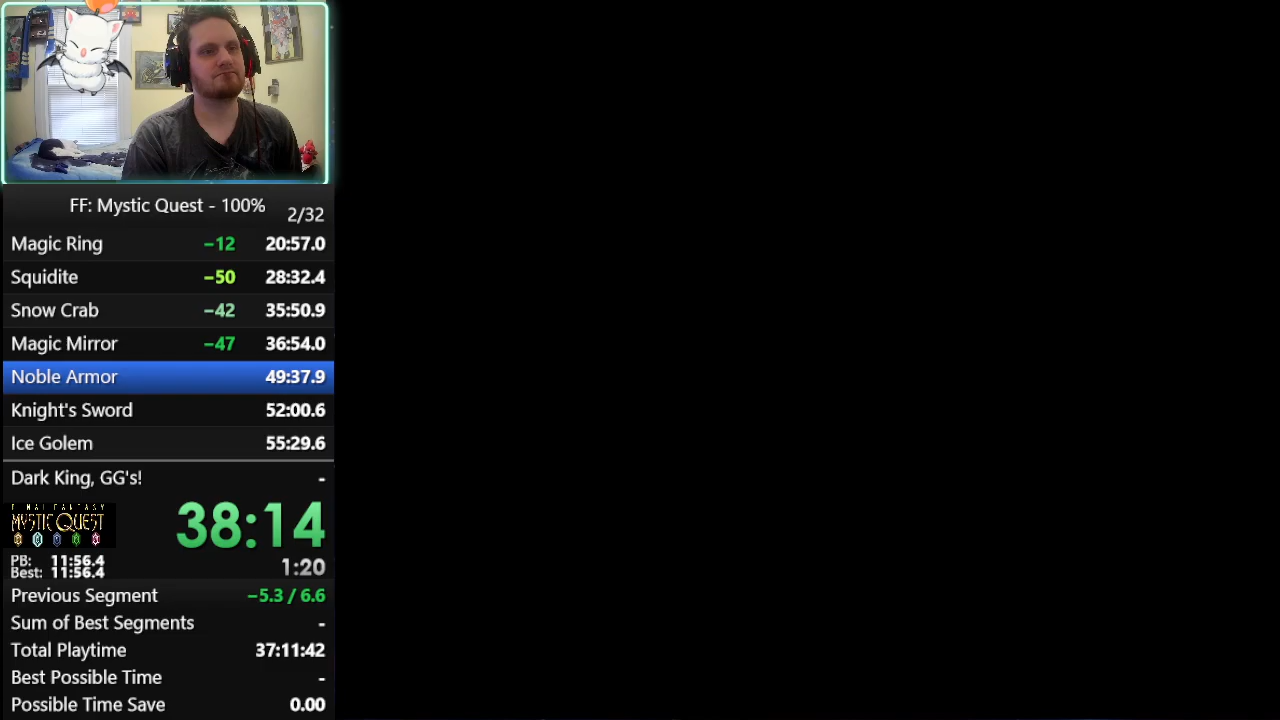 FF: Mystic Quest - 100%
2/32
Magic Ring −12 20:57.0
Squidite −50 28:32.4
Snow Crab −42 35:50.9
Magic Mirror −47 36:54.0
Noble Armor 49:37.9
Knight's Sword 52:00.6
Ice Golem 55:29.6
Dark King, GG's! -
FINAL FANTASY
MYSTIC QUEST
38:14
PB: 11:56.4
Best: 11:56.4
1:20
Previous Segment −5.3 / 6.6
Sum of Best Segments -
Total Playtime 37:11:42
Best Possible Time -
Possible Time Save 0.00